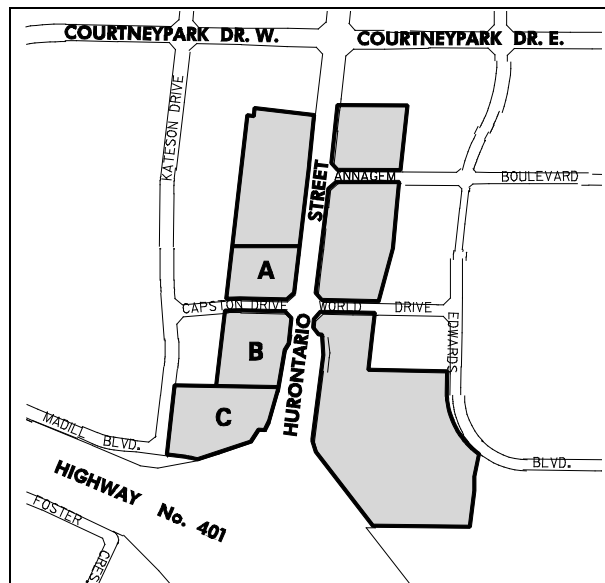 COURTNEYPARK DR. W.
COURTNEYPARK DR. E.
KATESON DRIVE
STREET
ANNAGEM
BOULEVARD
A
CAPSTON DRIVE
WORLD DRIVE
EDWARDS
B
HURONTARIO
C
MADILL BLVD.
BLVD.
HIGHWAY No. 401
FOSTER
CRES